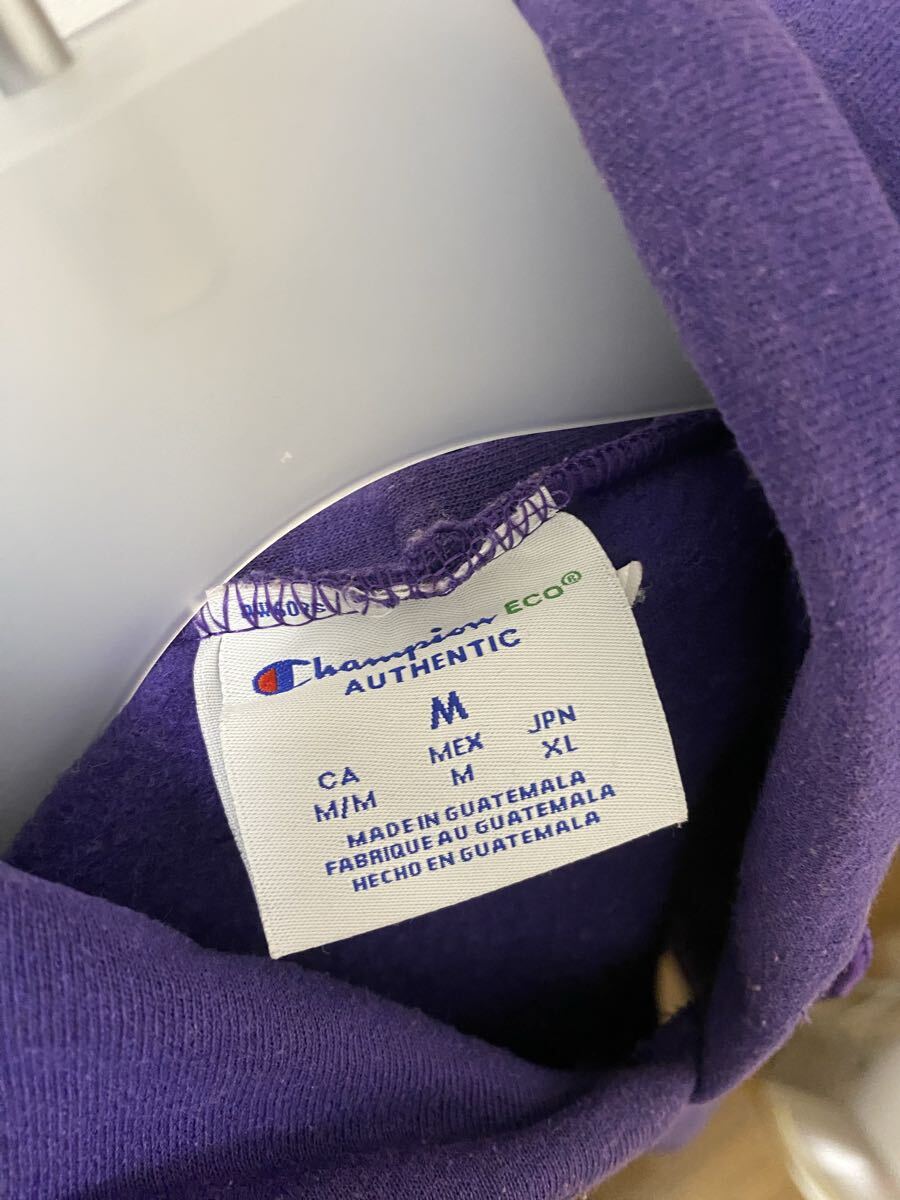 Champion ECO®
AUTHENTIC
M
CA MEX JPN
M/M M XL
MADE IN GUATEMALA
FABRIQUE AU GUATEMALA
HECHO EN GUATEMALA